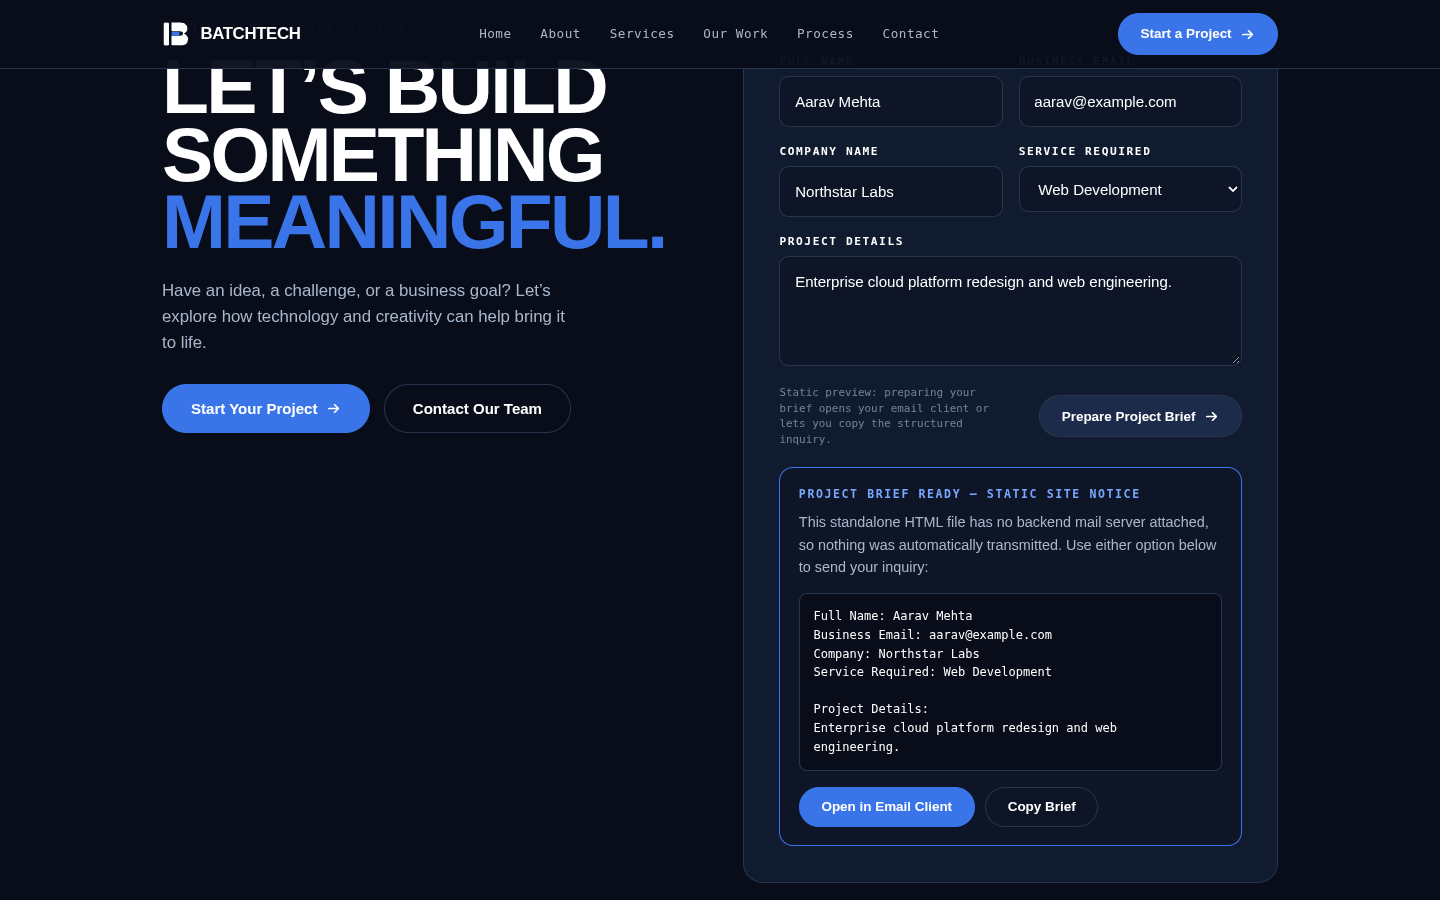 BATCHTECH
Home
About
Services
Our Work
Process
Contact
Start a Project
LET’S BUILD
SOMETHING
MEANINGFUL.
Have an idea, a challenge, or a business goal? Let’s
explore how technology and creativity can help bring it
to life.
Start Your Project
Contact Our Team
FULL NAME
BUSINESS EMAIL
Aarav Mehta
aarav@example.com
COMPANY NAME
SERVICE REQUIRED
Northstar Labs
Web Development
PROJECT DETAILS
Enterprise cloud platform redesign and web engineering.
Static preview: preparing your
brief opens your email client or
lets you copy the structured
inquiry.
Prepare Project Brief
PROJECT BRIEF READY — STATIC SITE NOTICE
This standalone HTML file has no backend mail server attached,
so nothing was automatically transmitted. Use either option below
to send your inquiry:
Full Name: Aarav Mehta
Business Email: aarav@example.com
Company: Northstar Labs
Service Required: Web Development
Project Details:
Enterprise cloud platform redesign and web
engineering.
Open in Email Client
Copy Brief